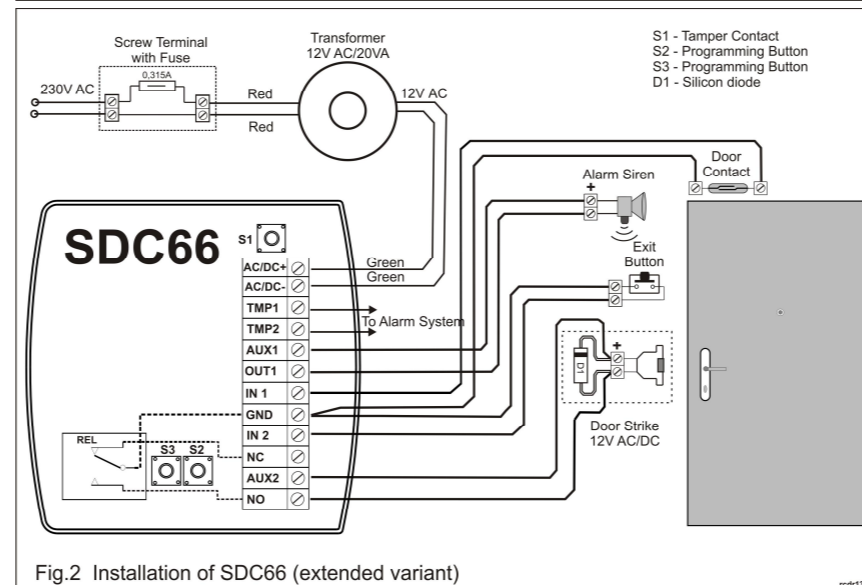 Screw Terminal
with Fuse
0,315A
230V AC
Red
Red
Transformer
12V AC/20VA
12V AC
S1 - Tamper Contact
S2 - Programming Button
S3 - Programming Button
D1 - Silicon diode
Door
Contact
Alarm Siren
+
Exit
Button
SDC66
S1
AC/DC+
Green
AC/DC-
Green
TMP1
To Alarm System
TMP2
AUX1
OUT1
IN 1
GND
IN 2
NC
AUX2
NO
REL
S3
S2
+
D1
Door Strike
12V AC/DC
Fig.2 Installation of SDC66 (extended variant)